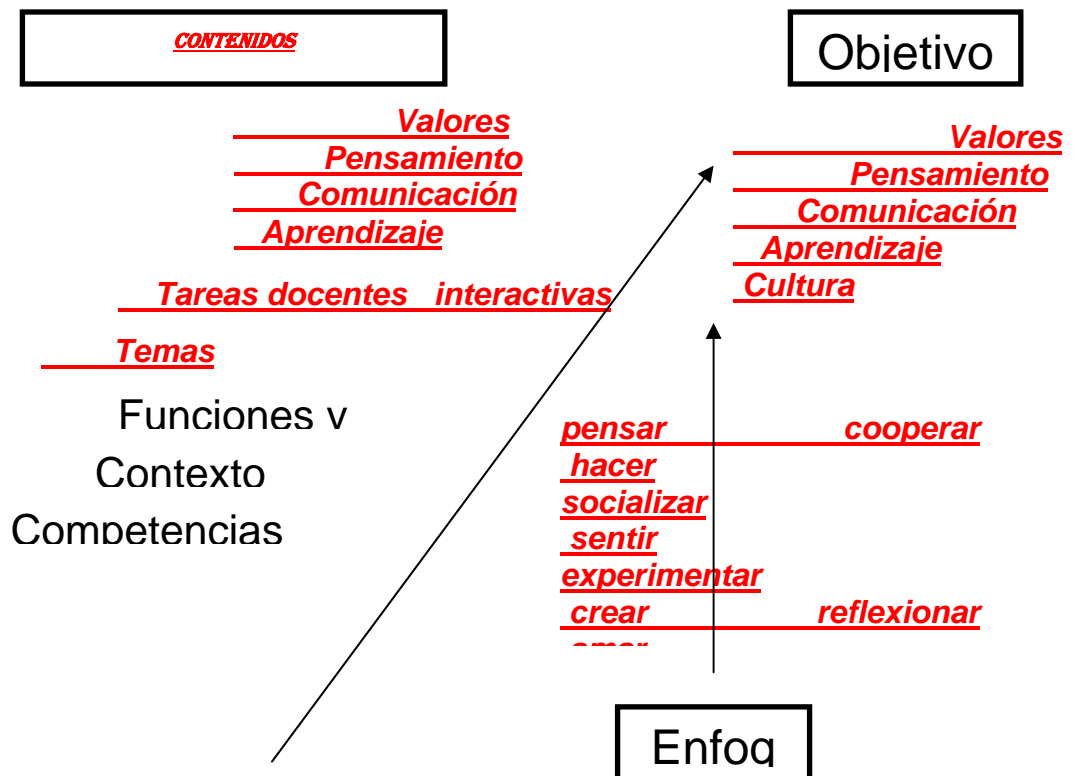 CONTENIDOS
Objetivo
Valores
Pensamiento
Comunicación
Aprendizaje
Tareas docentes interactivas
Temas
Funciones y
Contexto
Competencias
Valores
Pensamiento
Comunicación
Aprendizaje
Cultura
pensar cooperar
hacer
socializar
sentir
experimentar
crear reflexionar
Enfoq